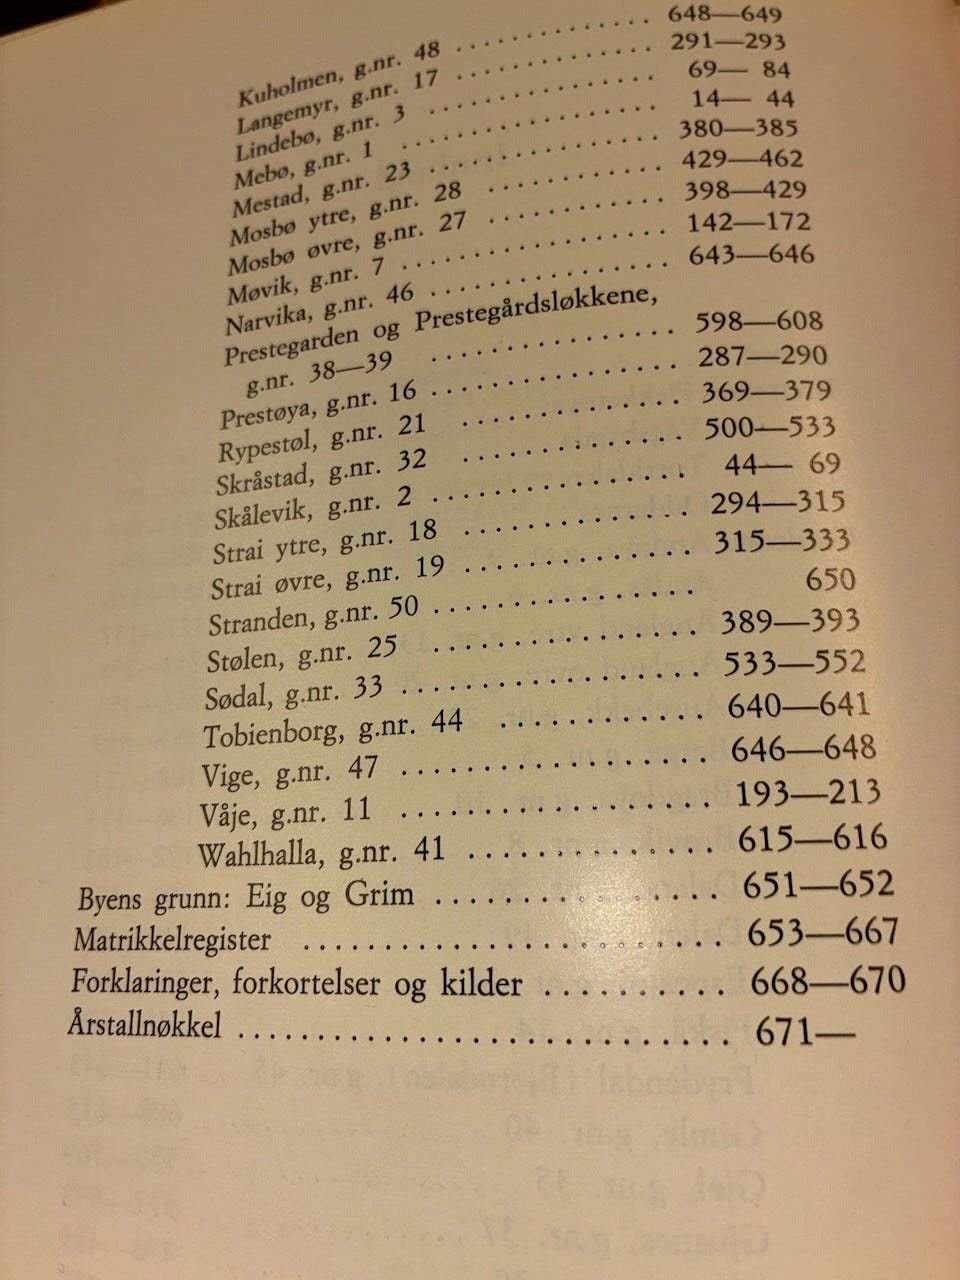 Kuholmen, g.nr. 48 . . . . . . . . . . . . 648—649
Langemyr, g.nr. 17 . . . . . . . . . . . . 291—293
Lindebø, g.nr. 3 . . . . . . . . . . . . . . 69— 84
Mebø, g.nr. 1 . . . . . . . . . . . . . . . . 14— 44
Mestad, g.nr. 23 . . . . . . . . . . . . . . 380—385
Mosbø ytre, g.nr. 28 . . . . . . . . . . . 429—462
Mosbø øvre, g.nr. 27 . . . . . . . . . . . 398—429
Møvik, g.nr. 7 . . . . . . . . . . . . . . . . 142—172
Narvika, g.nr. 46 . . . . . . . . . . . . . . 643—646
Prestegarden og Prestegårdsløkkene,
g.nr. 38—39 . . . . . . . . . . . . . . 598—608
Prestøya, g.nr. 16 . . . . . . . . . . . . . . 287—290
Rypestøl, g.nr. 21 . . . . . . . . . . . . . 369—379
Skråstad, g.nr. 32 . . . . . . . . . . . . . 500—533
Skålevik, g.nr. 2 . . . . . . . . . . . . . . . 44— 69
Strai ytre, g.nr. 18 . . . . . . . . . . . . . 294—315
Strai øvre, g.nr. 19 . . . . . . . . . . . . . 315—333
Stranden, g.nr. 50 . . . . . . . . . . . . . . . 650
Stølen, g.nr. 25 . . . . . . . . . . . . . . . 389—393
Sødal, g.nr. 33 . . . . . . . . . . . . . . . . . 533—552
Tobienborg, g.nr. 44 . . . . . . . . . . . . 640—641
Vige, g.nr. 47 . . . . . . . . . . . . . . . . . 646—648
Våje, g.nr. 11 . . . . . . . . . . . . . . . . . 193—213
Wahlhalla, g.nr. 41 . . . . . . . . . . . . . 615—616
Byens grunn: Eig og Grim . . . . . . . . . . . . . . . 651—652
Matrikkelregister . . . . . . . . . . . . . . . . . . . . . . . 653—667
Forklaringer, forkortelser og kilder . . . . . . . . . . 668—670
Årstallnøkkel . . . . . . . . . . . . . . . . . . . . . . . . . . . 671—